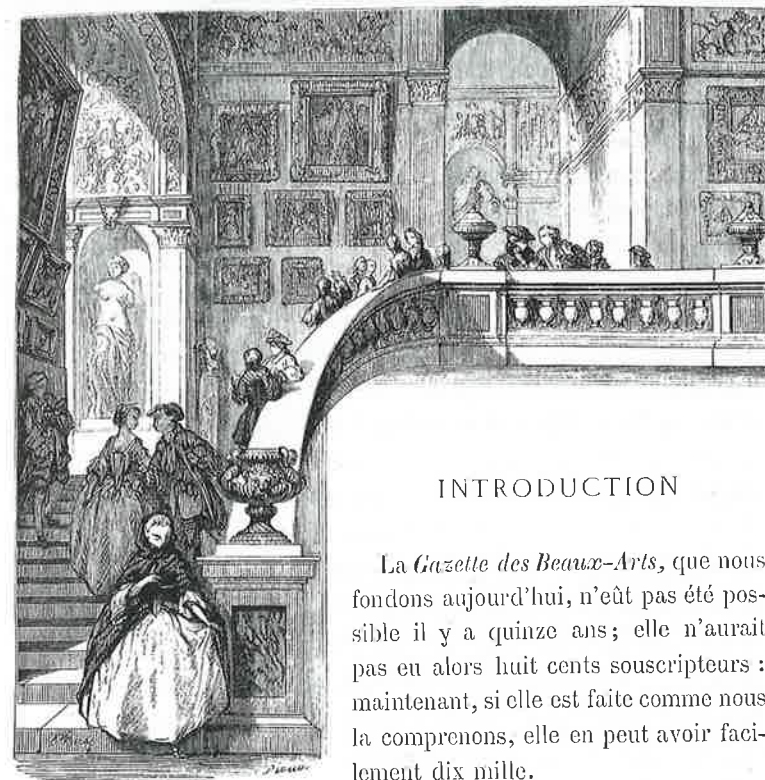 INTRODUCTION
La Gazette des Beaux-Arts, que nous
fondons aujourd'hui, n'eût pas été pos-
sible il y a quinze ans; elle n'aurait
pas eu alors huit cents souscripteurs :
maintenant, si elle est faite comme nous
la comprenons, elle en peut avoir faci-
lement dix mille.